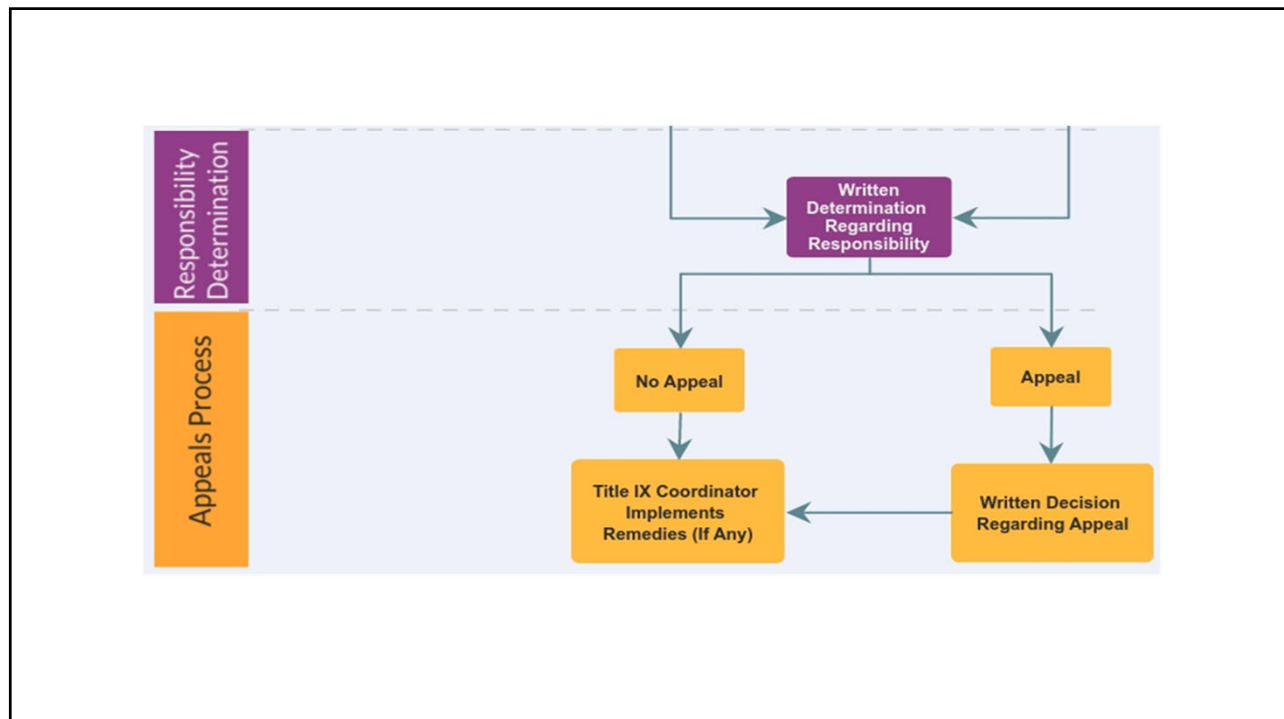 Responsibility
Determination
Written
Determination
Regarding
Responsibility
Appeals Process
No Appeal
Appeal
Title IX Coordinator
Implements
Remedies (If Any)
Written Decision
Regarding Appeal